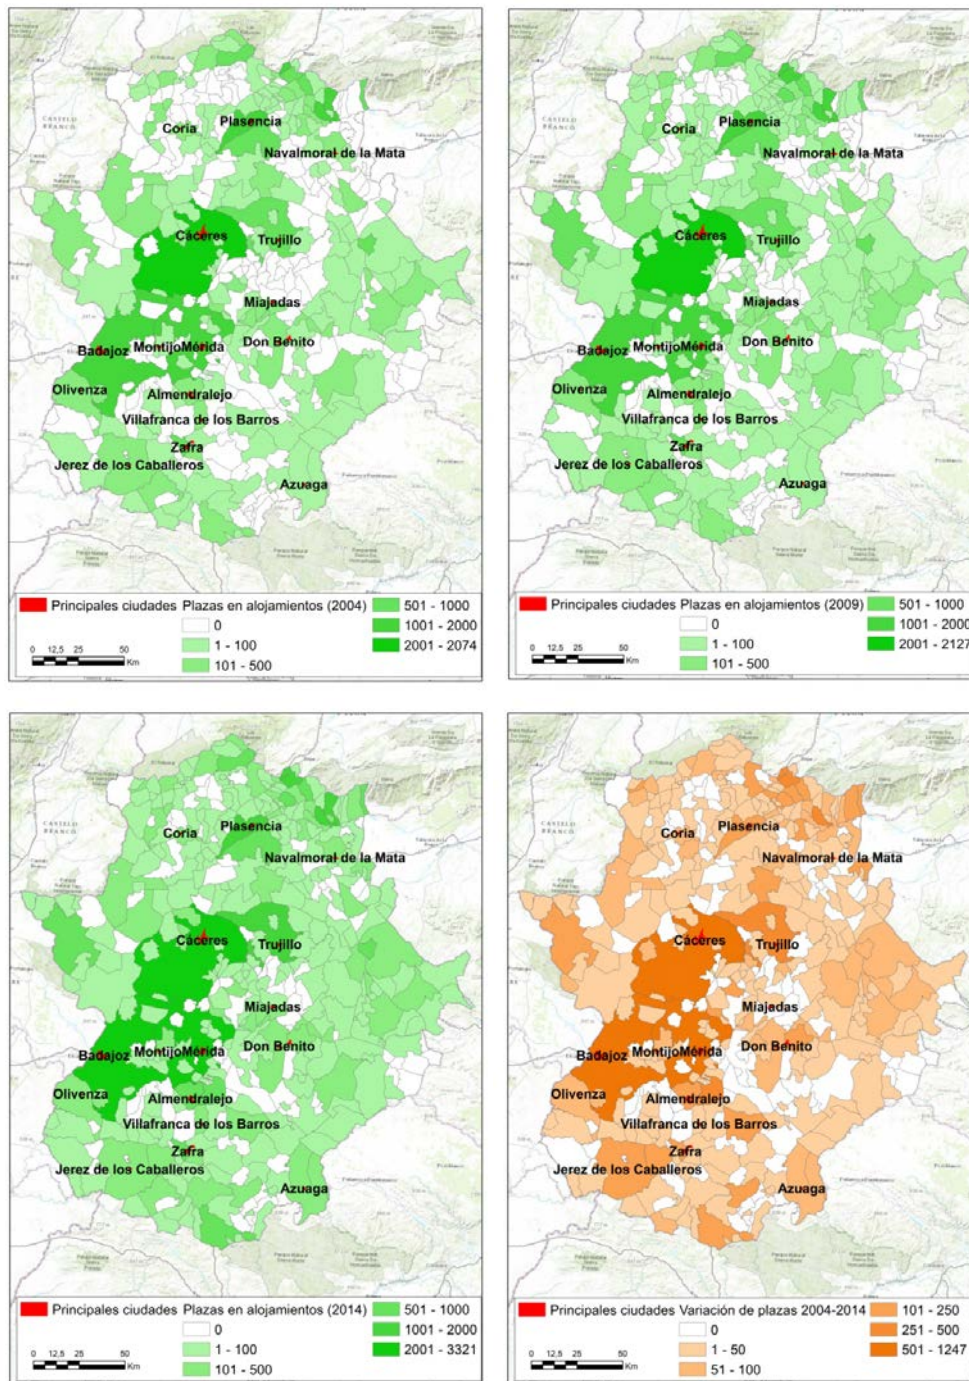 CASTELO
BRANCO
Coria
Plasencia
Navalmoral de la Mata
Cáceres
Trujillo
Miajadas
Badajoz
Montijo Mérida
Don Benito
Olivenza
Almendralejo
Villafranca de los Barros
Zafra
Jerez de los Caballeros
Azuaga
Principales ciudades Plazas en alojamientos (2004)
0
1 - 100
101 - 500
501 - 1000
1001 - 2000
2001 - 2074
0 12,5 25 50
Km
CASTELO
BRANCO
Coria
Plasencia
Navalmoral de la Mata
Cáceres
Trujillo
Miajadas
Badajoz
Montijo Mérida
Don Benito
Olivenza
Almendralejo
Villafranca de los Barros
Zafra
Jerez de los Caballeros
Azuaga
Principales ciudades Plazas en alojamientos (2009)
0
1 - 100
101 - 500
501 - 1000
1001 - 2000
2001 - 2127
0 12,5 25 50
Km
CASTELO
BRANCO
Coria
Plasencia
Navalmoral de la Mata
Cáceres
Trujillo
Miajadas
Badajoz
Montijo Mérida
Don Benito
Olivenza
Almendralejo
Villafranca de los Barros
Zafra
Jerez de los Caballeros
Azuaga
Principales ciudades Plazas en alojamientos (2014)
0
1 - 100
101 - 500
501 - 1000
1001 - 2000
2001 - 3321
0 12,5 25 50
Km
CASTELO
BRANCO
Coria
Plasencia
Navalmoral de la Mata
Cáceres
Trujillo
Miajadas
Badajoz
Montijo Mérida
Don Benito
Olivenza
Almendralejo
Villafranca de los Barros
Zafra
Jerez de los Caballeros
Azuaga
Principales ciudades Variación de plazas 2004-2014
0
1 - 50
51 - 100
101 - 250
251 - 500
501 - 1247
0 12,5 25 50
Km